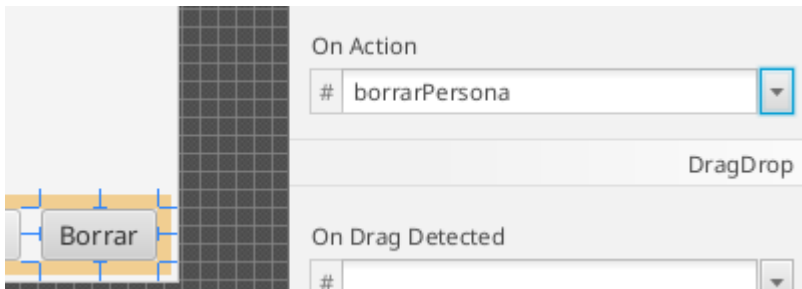 On Action
# borrarPersona
DragDrop
Borrar
On Drag Detected
#